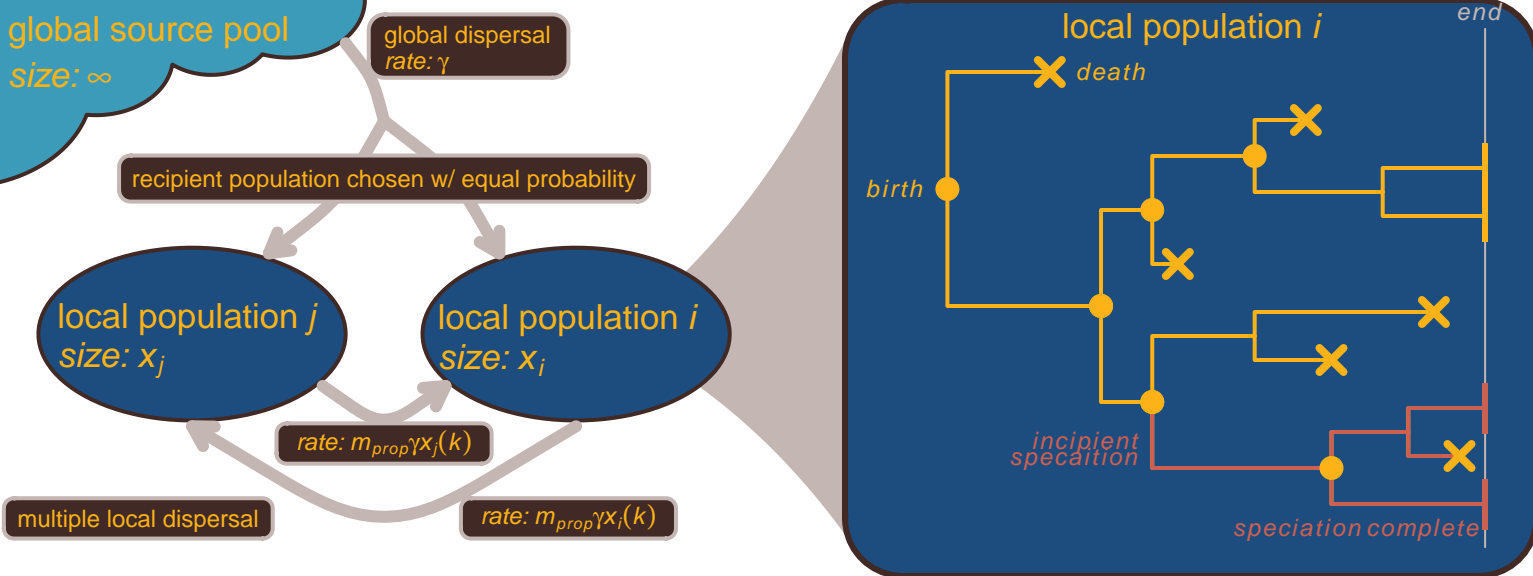 global source pool
size: ∞
global dispersal
rate: γ
recipient population chosen w/ equal probability
local population j
size: xj
local population i
size: xi
rate: mpropγxj(k)
multiple local dispersal
rate: mpropγxi(k)
local population i
end
death
birth
incipient
specaition
speciation complete